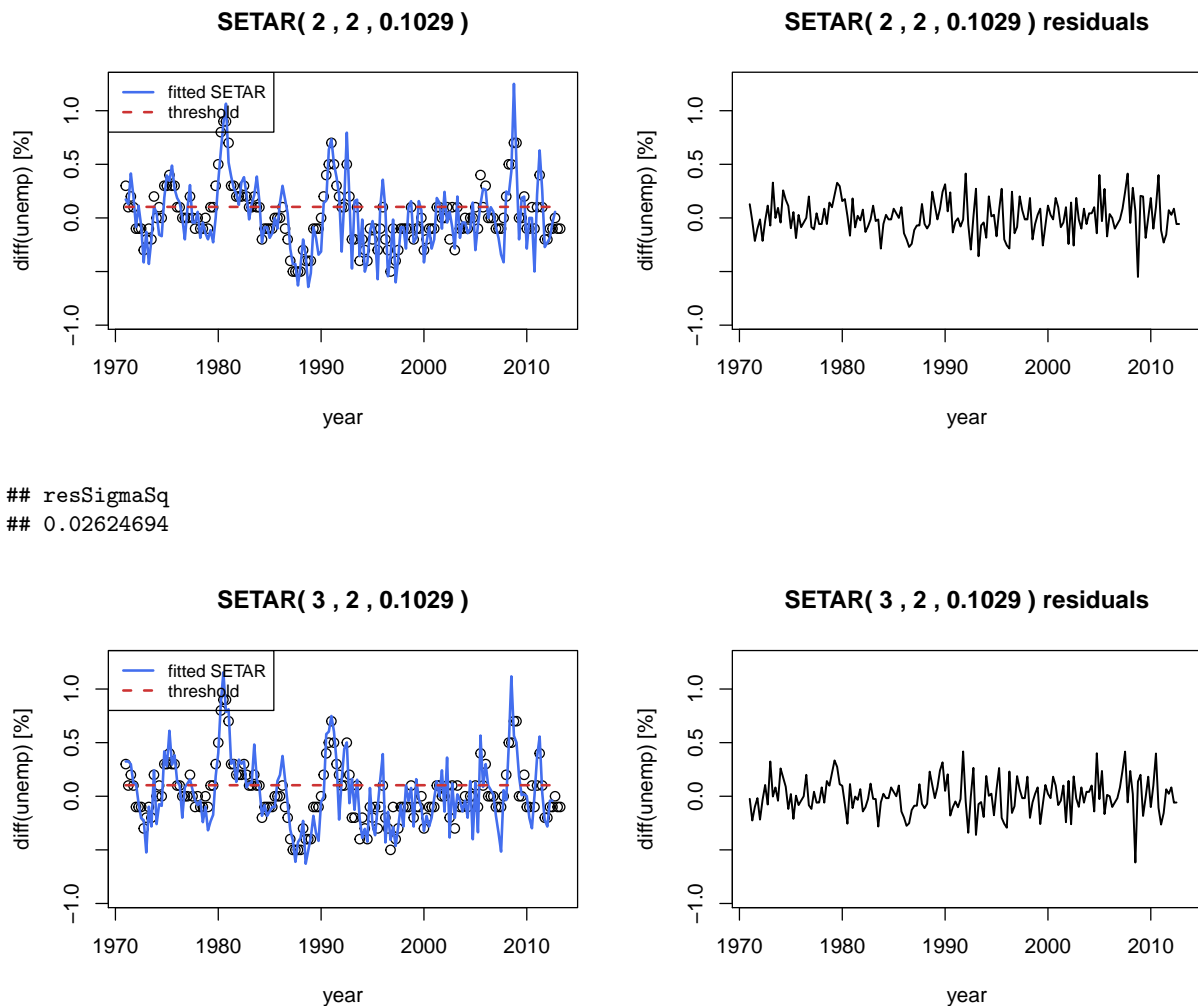 SETAR( 2 , 2 , 0.1029 )
fitted SETAR
threshold
diff(unemp) [%]
1.0
0.5
0.0
−1.0
1970 1980 1990 2000 2010
year
SETAR( 2 , 2 , 0.1029 ) residuals
diff(unemp) [%]
1.0
0.5
0.0
−1.0
1970 1980 1990 2000 2010
year
## resSigmaSq
## 0.02624694
SETAR( 3 , 2 , 0.1029 )
fitted SETAR
threshold
diff(unemp) [%]
1.0
0.5
0.0
−1.0
1970 1980 1990 2000 2010
year
SETAR( 3 , 2 , 0.1029 ) residuals
diff(unemp) [%]
1.0
0.5
0.0
−1.0
1970 1980 1990 2000 2010
year